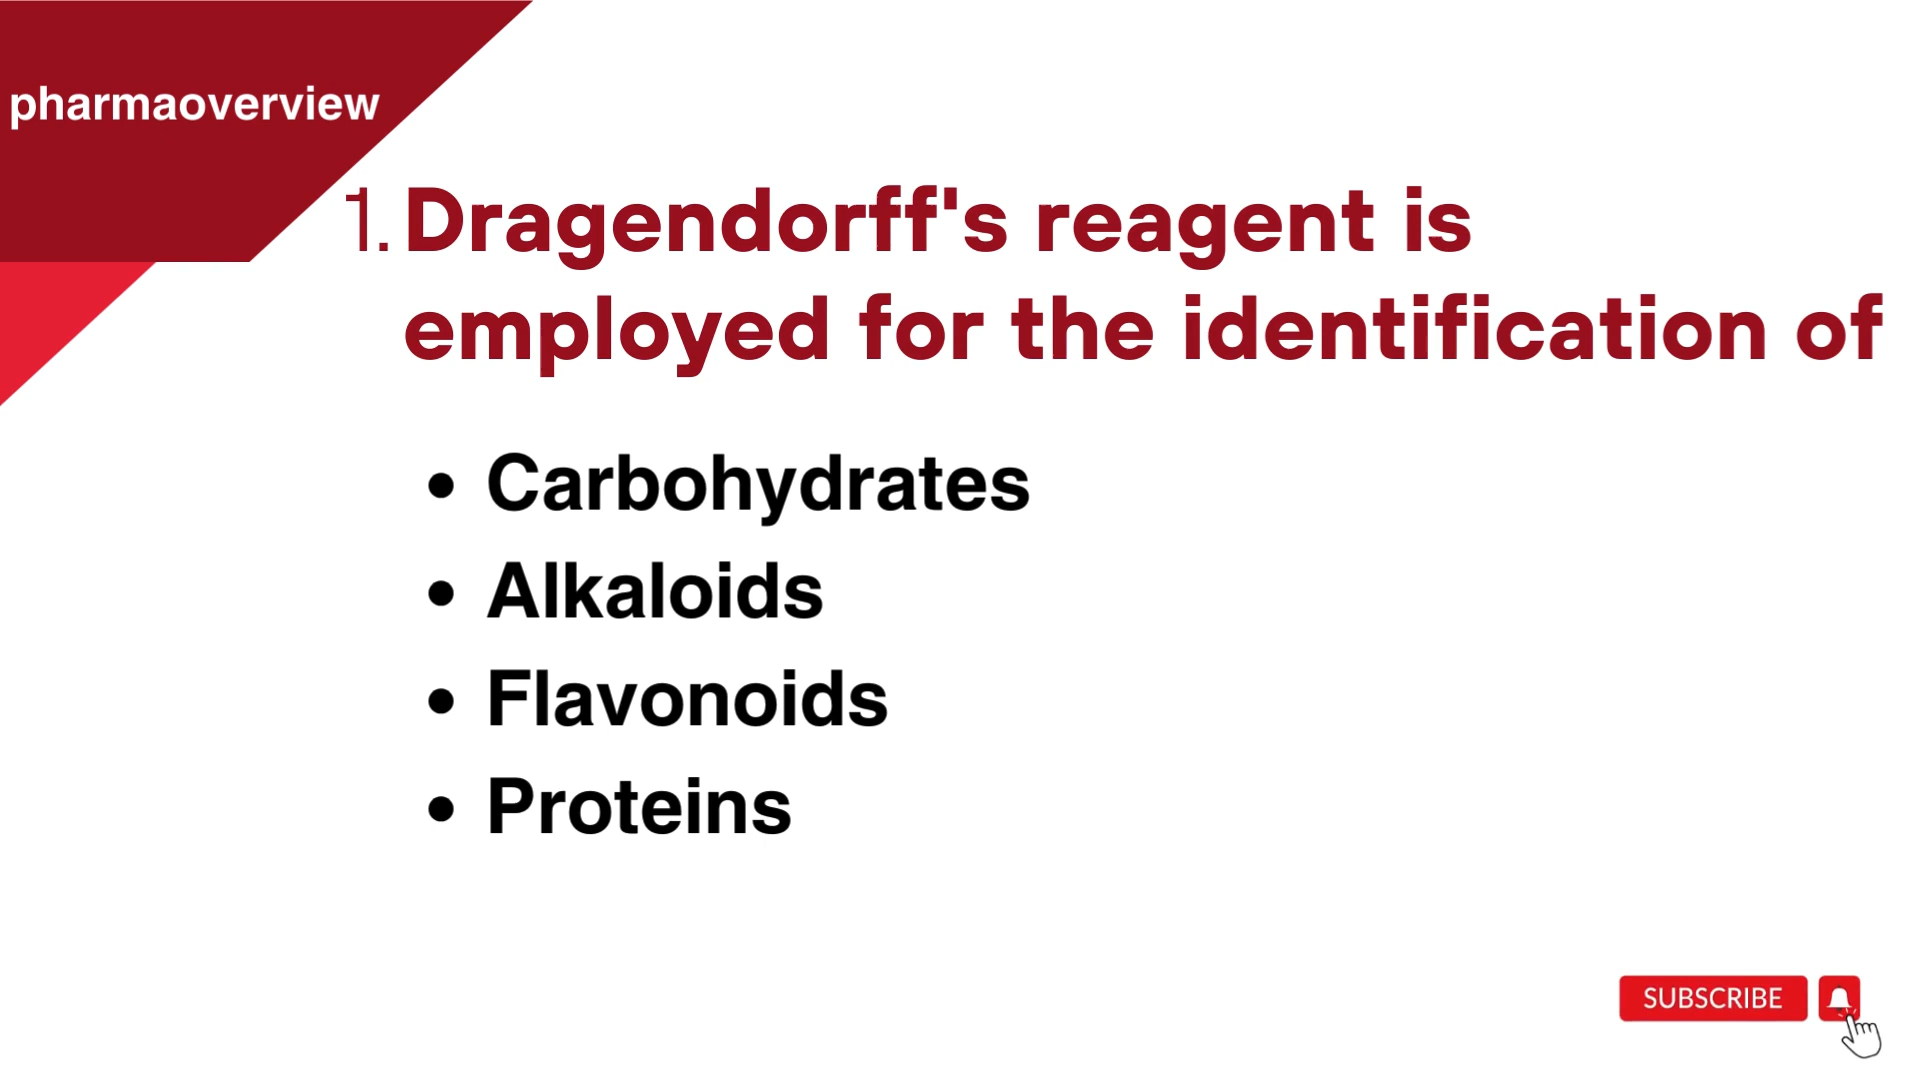 pharmaoverview
1. Dragendorff's reagent is
employed for the identification of
• Carbohydrates
• Alkaloids
• Flavonoids
• Proteins
SUBSCRIBE